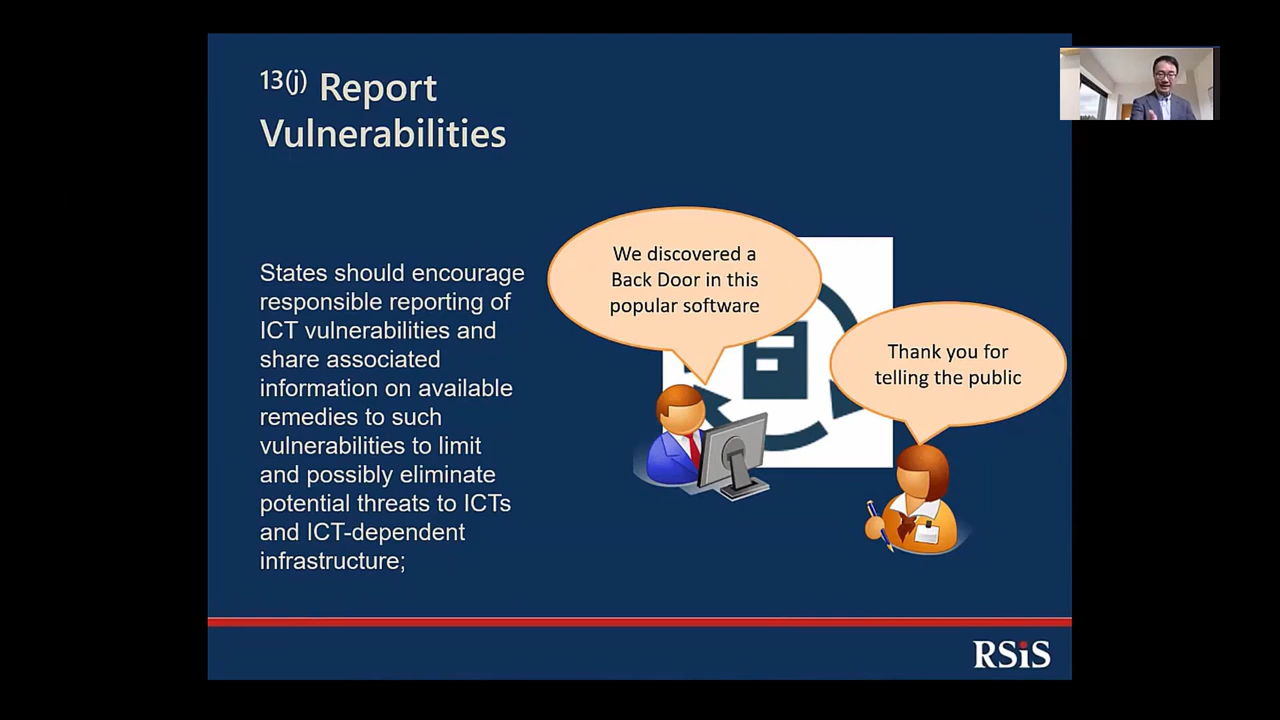 13(j) Report
Vulnerabilities
States should encourage
responsible reporting of
ICT vulnerabilities and
share associated
information on available
remedies to such
vulnerabilities to limit
and possibly eliminate
potential threats to ICTs
and ICT-dependent
infrastructure;
We discovered a
Back Door in this
popular software
Thank you for
telling the public
RSiS